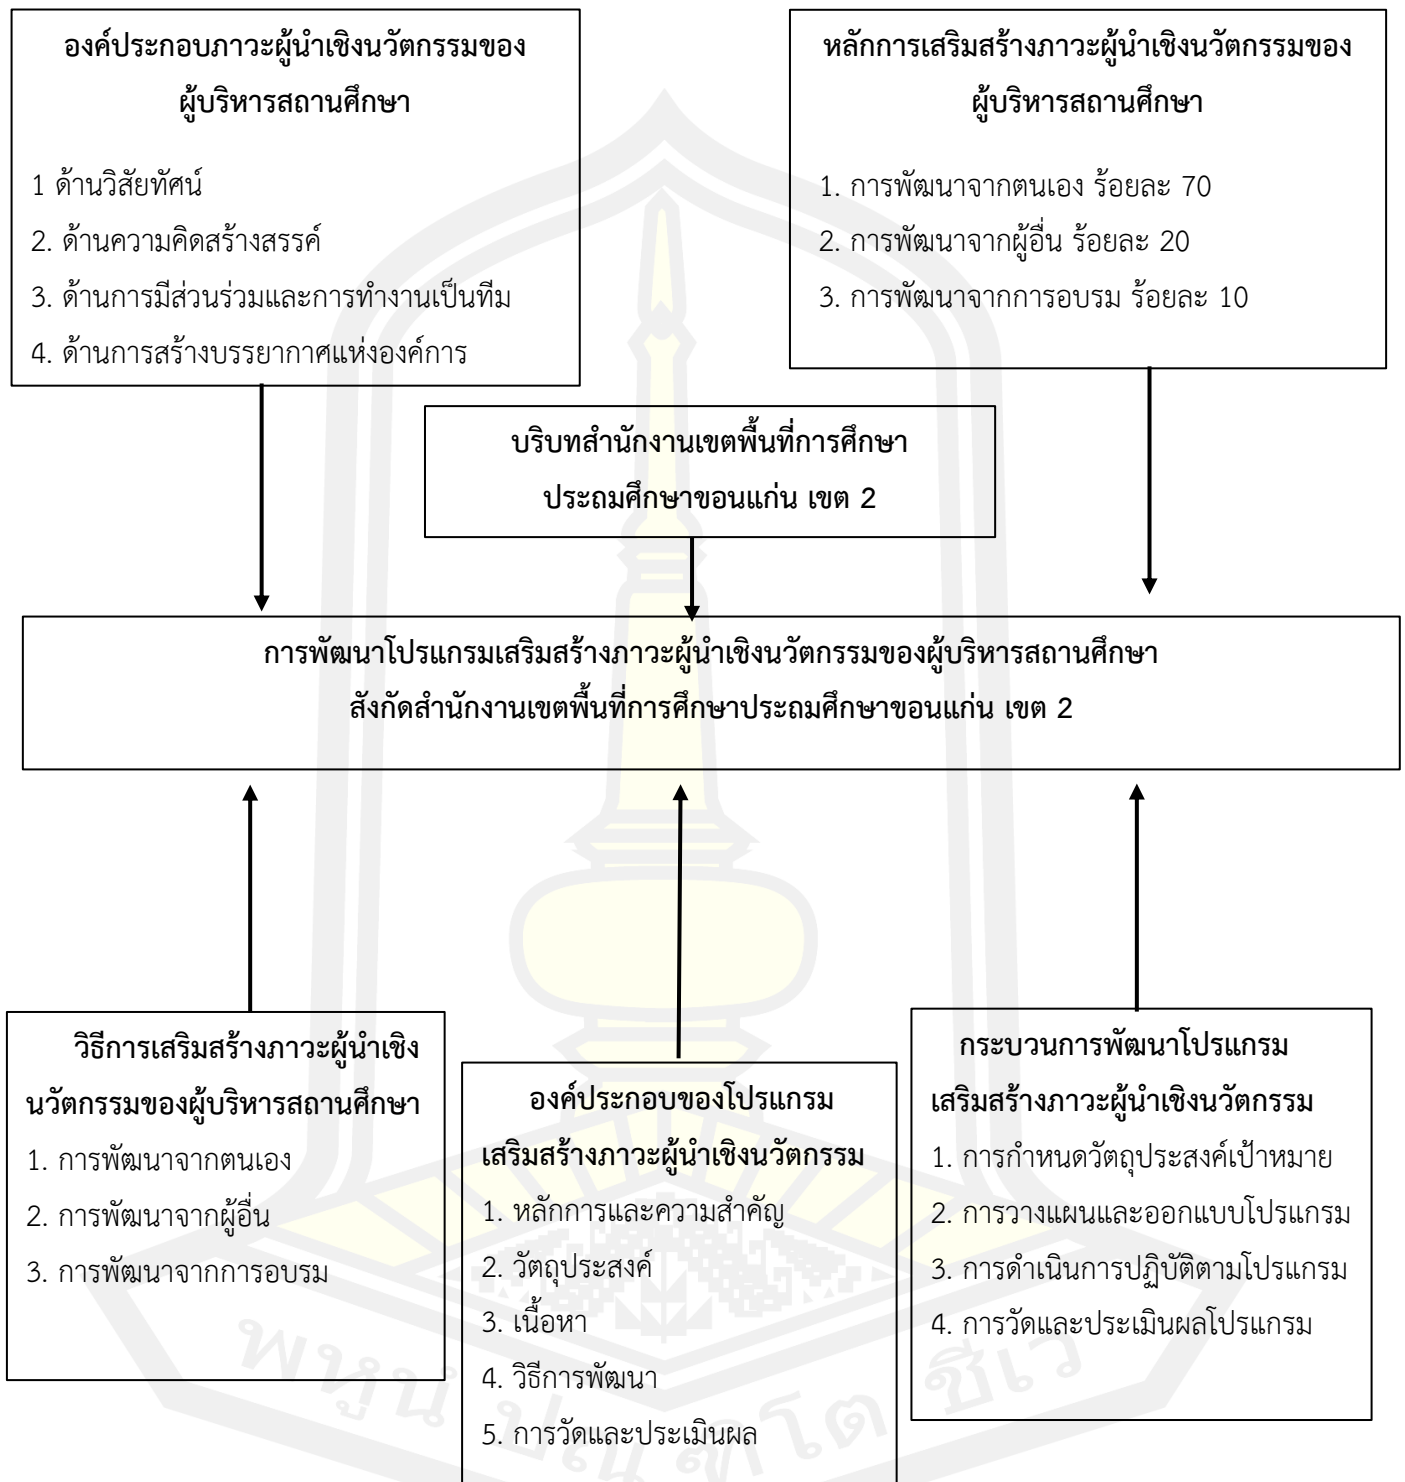 องค์ประกอบภาวะผู้นำเชิงนวัตกรรมของ
ผู้บริหารสถานศึกษา
1 ด้านวิสัยทัศน์
2. ด้านความคิดสร้างสรรค์
3. ด้านการมีส่วนร่วมและการทำงานเป็นทีม
4. ด้านการสร้างบรรยากาศแห่งองค์การ
หลักการเสริมสร้างภาวะผู้นำเชิงนวัตกรรมของ
ผู้บริหารสถานศึกษา
1. การพัฒนาจากตนเอง ร้อยละ 70
2. การพัฒนาจากผู้อื่น ร้อยละ 20
3. การพัฒนาจากการอบรม ร้อยละ 10
บริบทสำนักงานเขตพื้นที่การศึกษา
ประถมศึกษาขอนแก่น เขต 2
การพัฒนาโปรแกรมเสริมสร้างภาวะผู้นำเชิงนวัตกรรมของผู้บริหารสถานศึกษา
สังกัดสำนักงานเขตพื้นที่การศึกษาประถมศึกษาขอนแก่น เขต 2
วิธีการเสริมสร้างภาวะผู้นำเชิง
นวัตกรรมของผู้บริหารสถานศึกษา
1. การพัฒนาจากตนเอง
2. การพัฒนาจากผู้อื่น
3. การพัฒนาจากการอบรม
องค์ประกอบของโปรแกรม
เสริมสร้างภาวะผู้นำเชิงนวัตกรรม
1. หลักการและความสำคัญ
2. วัตถุประสงค์
3. เนื้อหา
4. วิธีการพัฒนา
5. การวัดและประเมินผล
กระบวนการพัฒนาโปรแกรม
เสริมสร้างภาวะผู้นำเชิงนวัตกรรม
1. การกำหนดวัตถุประสงค์เป้าหมาย
2. การวางแผนและออกแบบโปรแกรม
3. การดำเนินการปฏิบัติตามโปรแกรม
4. การวัดและประเมินผลโปรแกรม
พหูนํ ปณฺฑิโต ชีเว